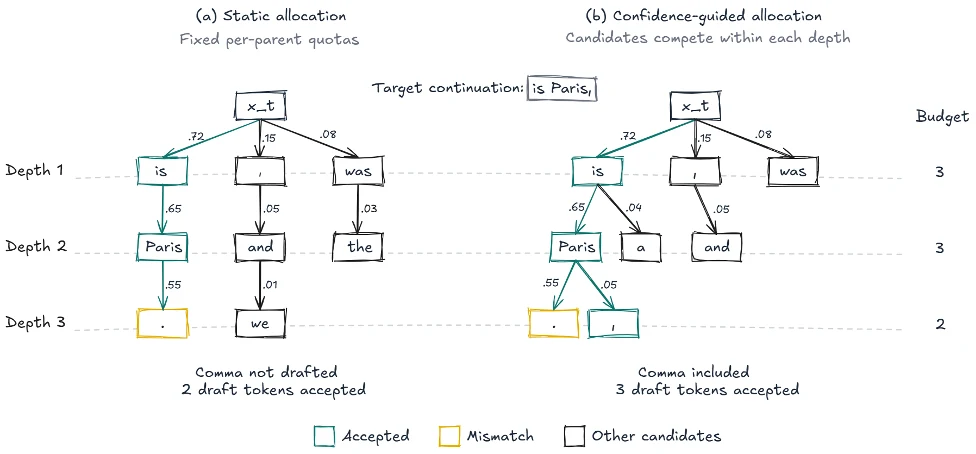 (a) Static allocation
Fixed per-parent quotas
(b) Confidence-guided allocation
Candidates compete within each depth
Target continuation: is Paris,
Budget
x_t
.72
.15
.08
x_t
.72
.15
.08
Depth 1
is
,
was
is
,
was
3
.65
.05
.03
.65
.04
.05
Depth 2
Paris
and
the
Paris
a
and
3
.55
.01
.55
.05
Depth 3
.
we
.
,
2
Comma not drafted
2 draft tokens accepted
Comma included
3 draft tokens accepted
Accepted
Mismatch
Other candidates